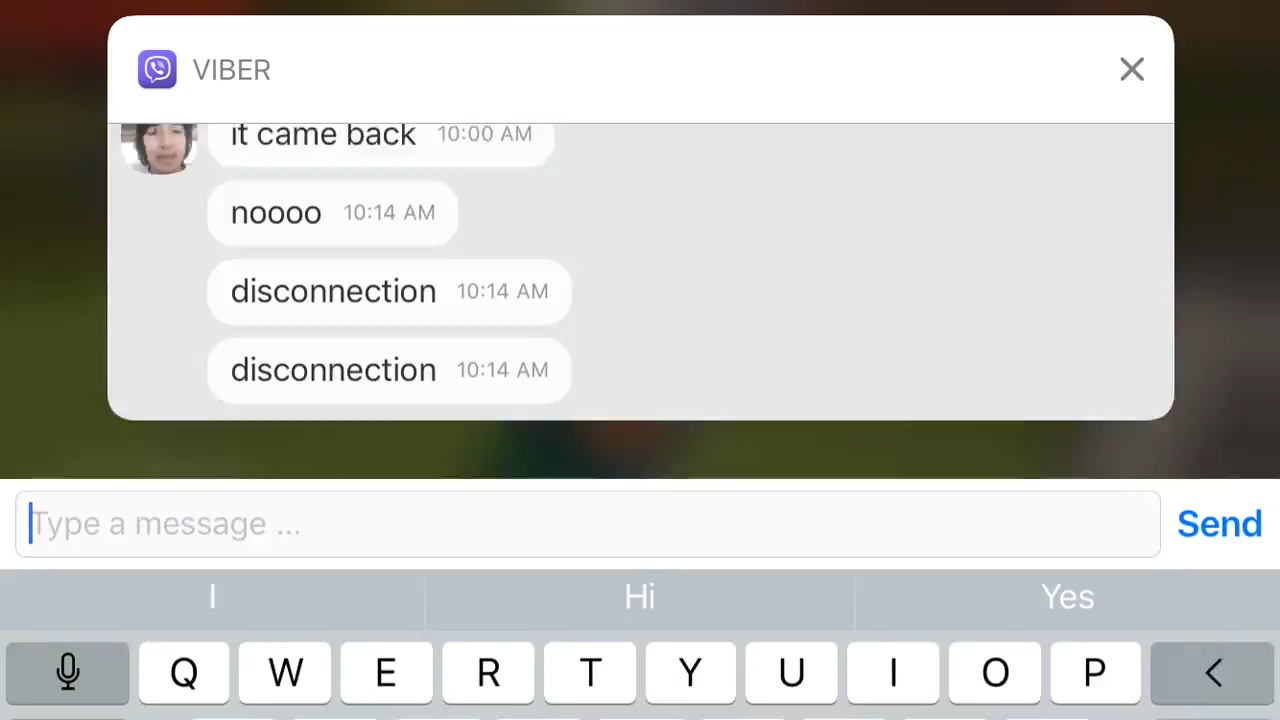 VIBER
it came back 10:00 AM
noooo 10:14 AM
disconnection 10:14 AM
disconnection 10:14 AM
Type a message ...
Send
I Hi Yes
Q W E R T Y U I O P